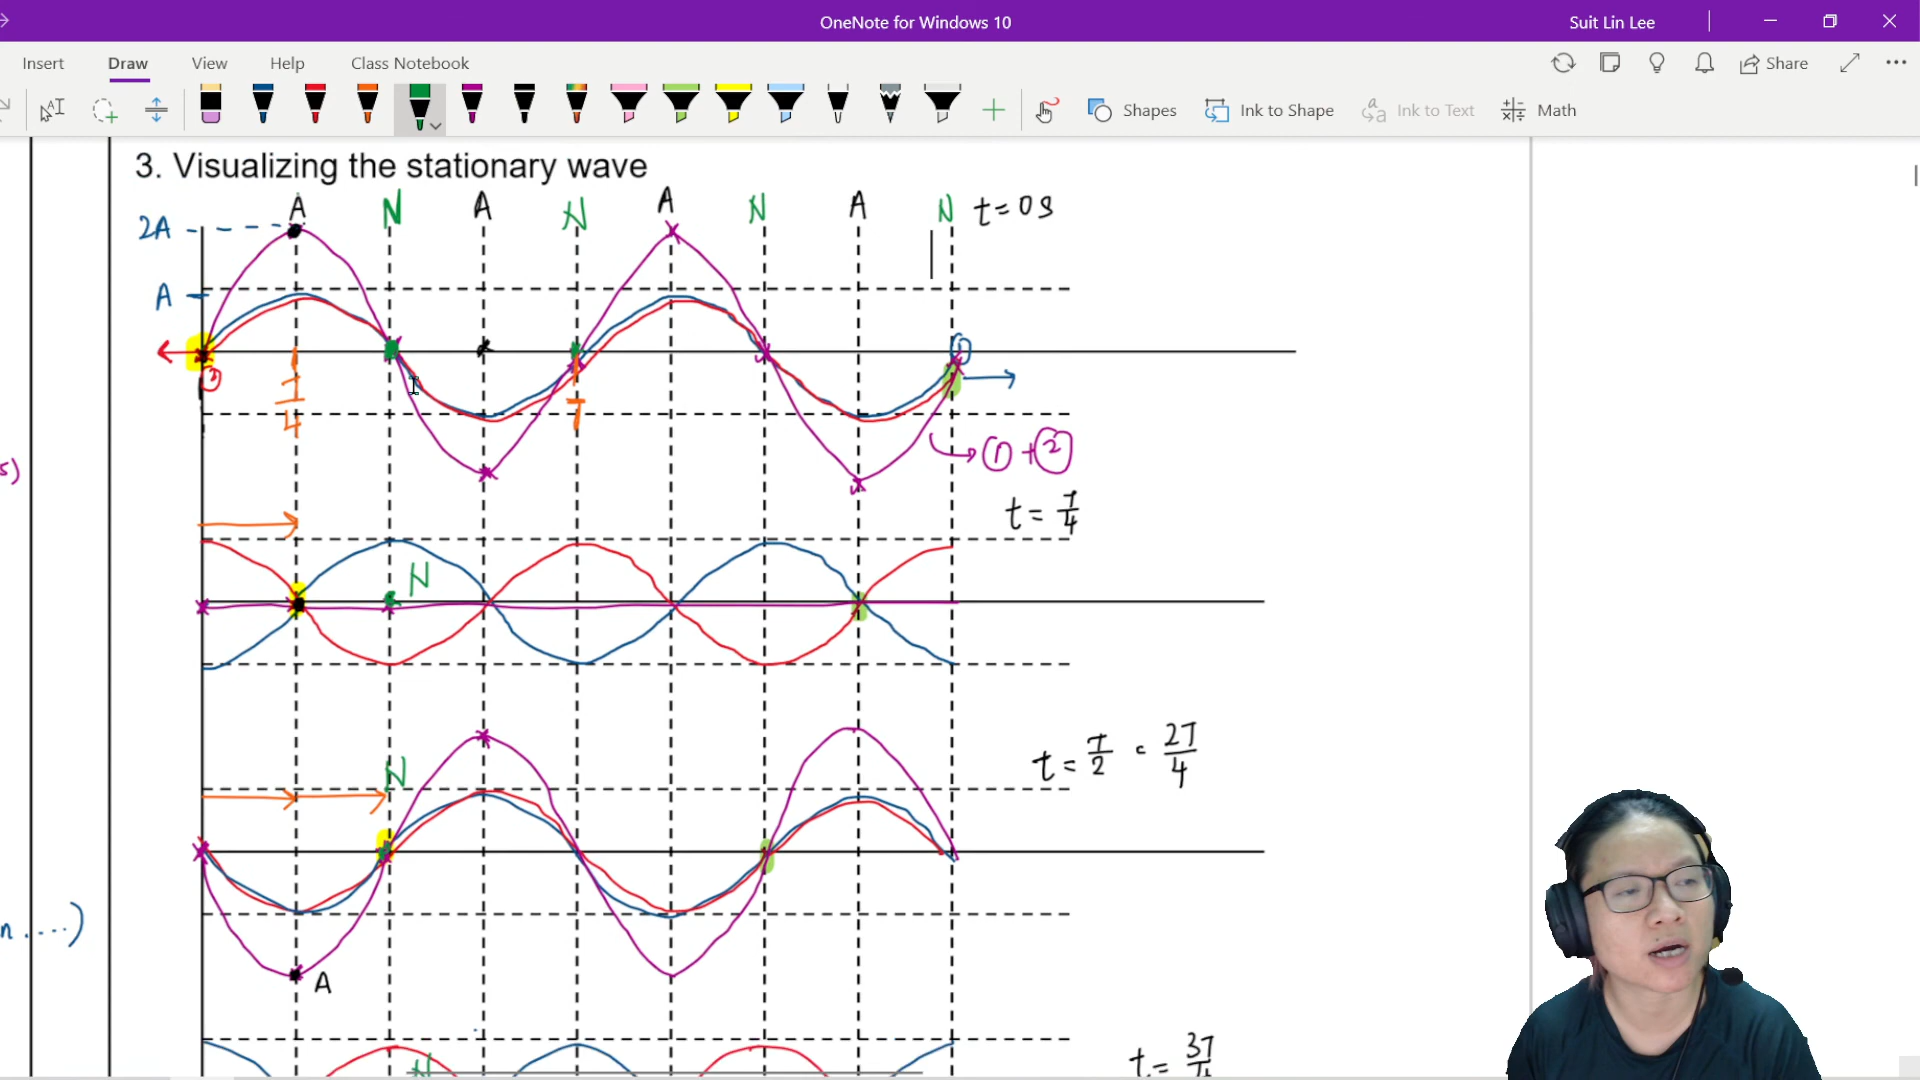 OneNote for Windows 10
Suit Lin Lee
Insert
Draw
View
Help
Class Notebook
Share
Shapes
Ink to Shape
Ink to Text
Math
3. Visualizing the stationary wave
A N A N A N A N t = 0 s
2A
A
①
②
T/4
T
s)
① + ②
t = T/4
N
t = T/2 = 2T/4
N
n ....)
A
t = 3T/4
N